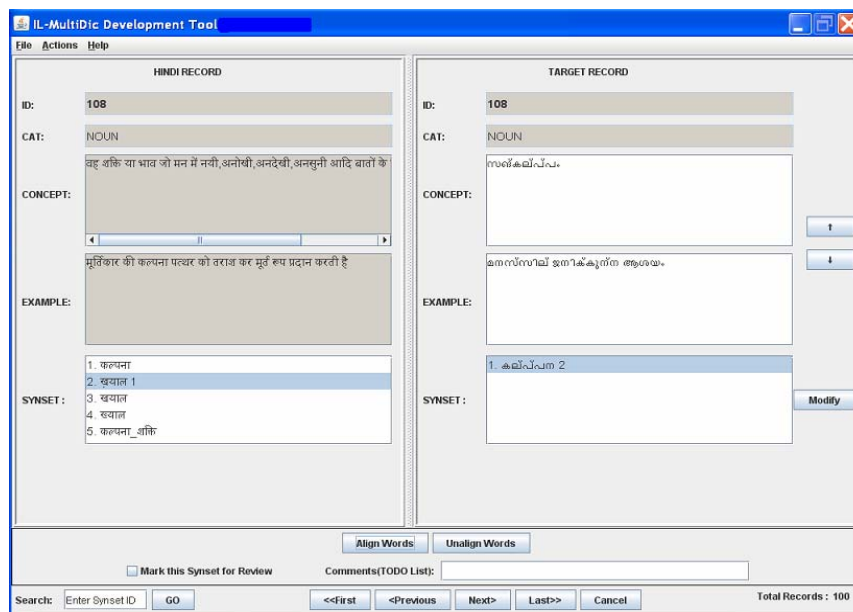 IL-MultiDic Development Tool
File Actions Help
HINDI RECORD
ID: 108
CAT: NOUN
CONCEPT: वह शक्ति या भाव जो मन में नयी,अनोखी,अनदेखी,अनसुनी आदि बातों के
EXAMPLE: मूर्तिकार की कल्पना पत्थर को तराश कर मूर्त रूप प्रदान करती है
SYNSET :
1. कल्पना
2. ख़याल 1
3. खयाल
4. ख्याल
5. कल्पना_शक्ति
TARGET RECORD
ID: 108
CAT: NOUN
CONCEPT: സങ്കല്പ്പം
EXAMPLE: മനസ്സില് ജനിക്കുന്ന ആശയം
SYNSET : 1. കല്പ്പന 2
Modify
Align Words Unalign Words
Mark this Synset for Review Comments(TODO List):
Search: Enter Synset ID GO <<First <Previous Next> Last>> Cancel Total Records : 100